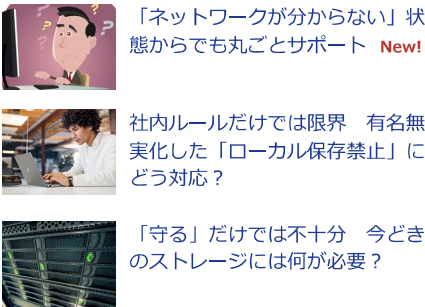 「ネットワークが分からない」状
態からでも丸ごとサポート New!
社内ルールだけでは限界　有名無
実化した「ローカル保存禁止」に
どう対応？
「守る」だけでは不十分　今どき
のストレージには何が必要？